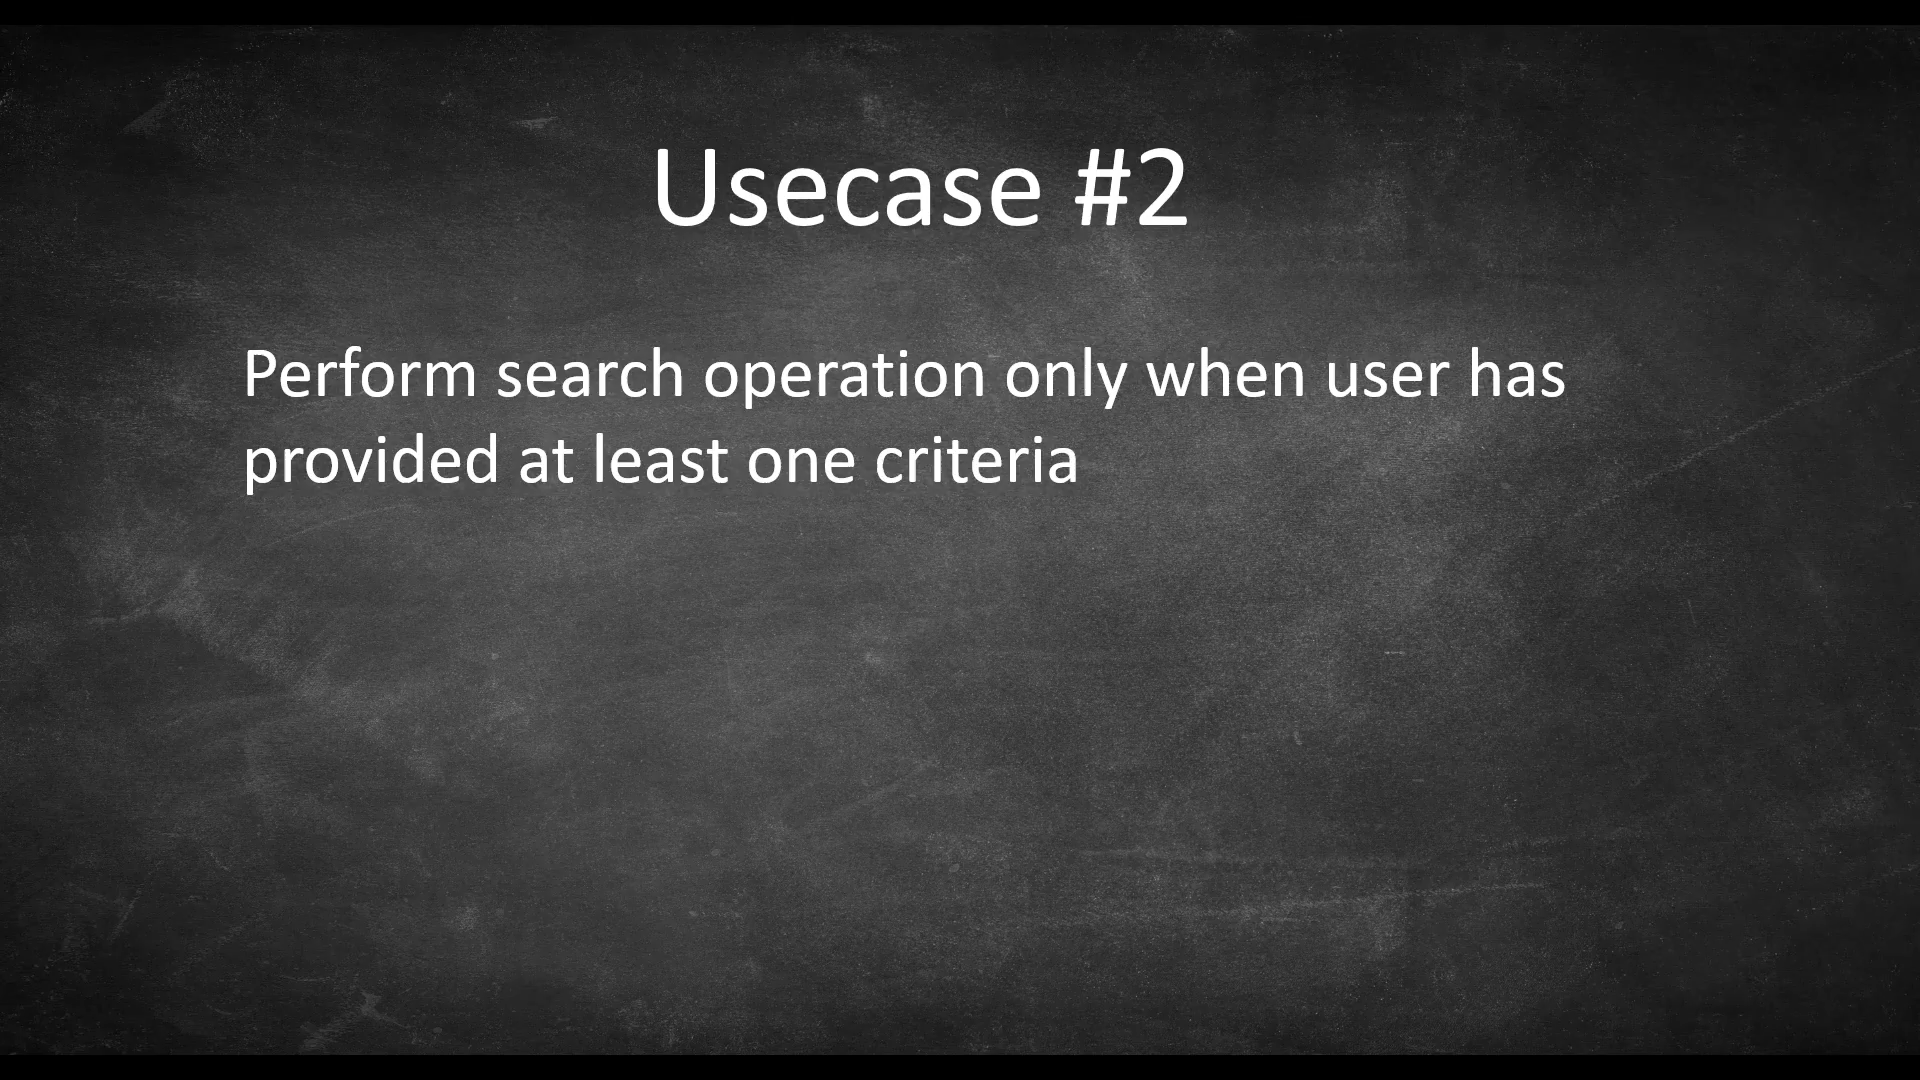 Usecase #2
Perform search operation only when user has
provided at least one criteria